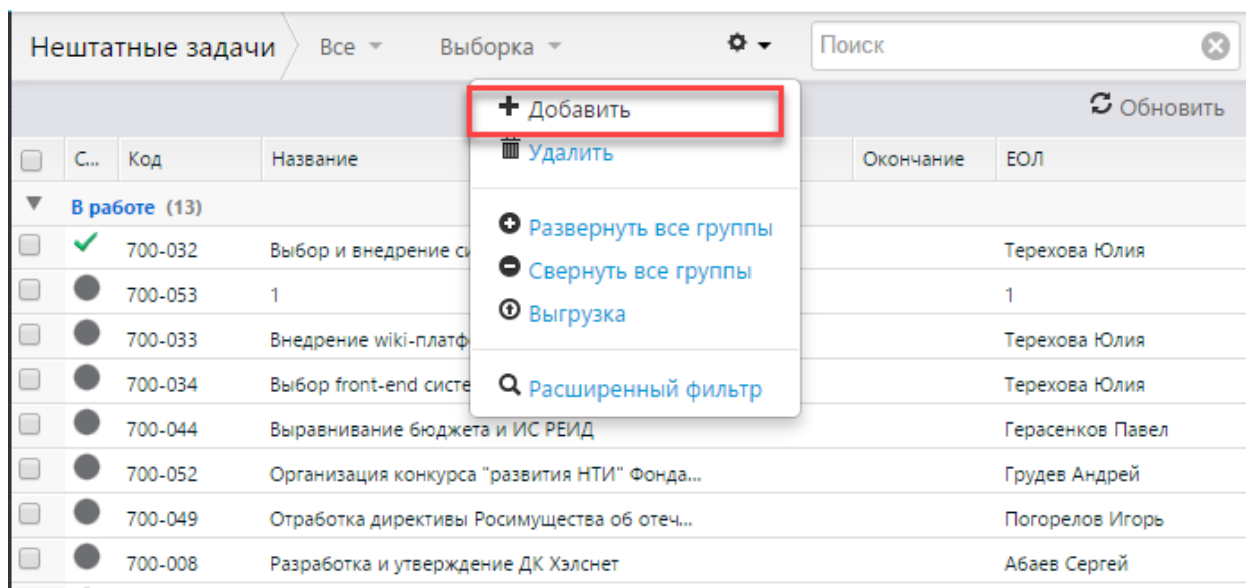 Нештатные задачи Все Выборка Поиск
Добавить Обновить
Удалить
С... Код Название Окончание ЕОЛ
В работе (13)
Развернуть все группы
700-032 Выбор и внедрение Терехова Юлия
Свернуть все группы
700-053 1 1
Выгрузка
700-033 Внедрение wiki-платф Терехова Юлия
700-034 Выбор front-end систе Терехова Юлия
Расширенный фильтр
700-044 Выравнивание бюджета и ИС РЕИД Герасенков Павел
700-052 Организация конкурса "развития НТИ" Фонда... Грудев Андрей
700-049 Отработка директивы Росимущества об отеч... Погорелов Игорь
700-008 Разработка и утверждение ДК Хэлснет Абаев Сергей